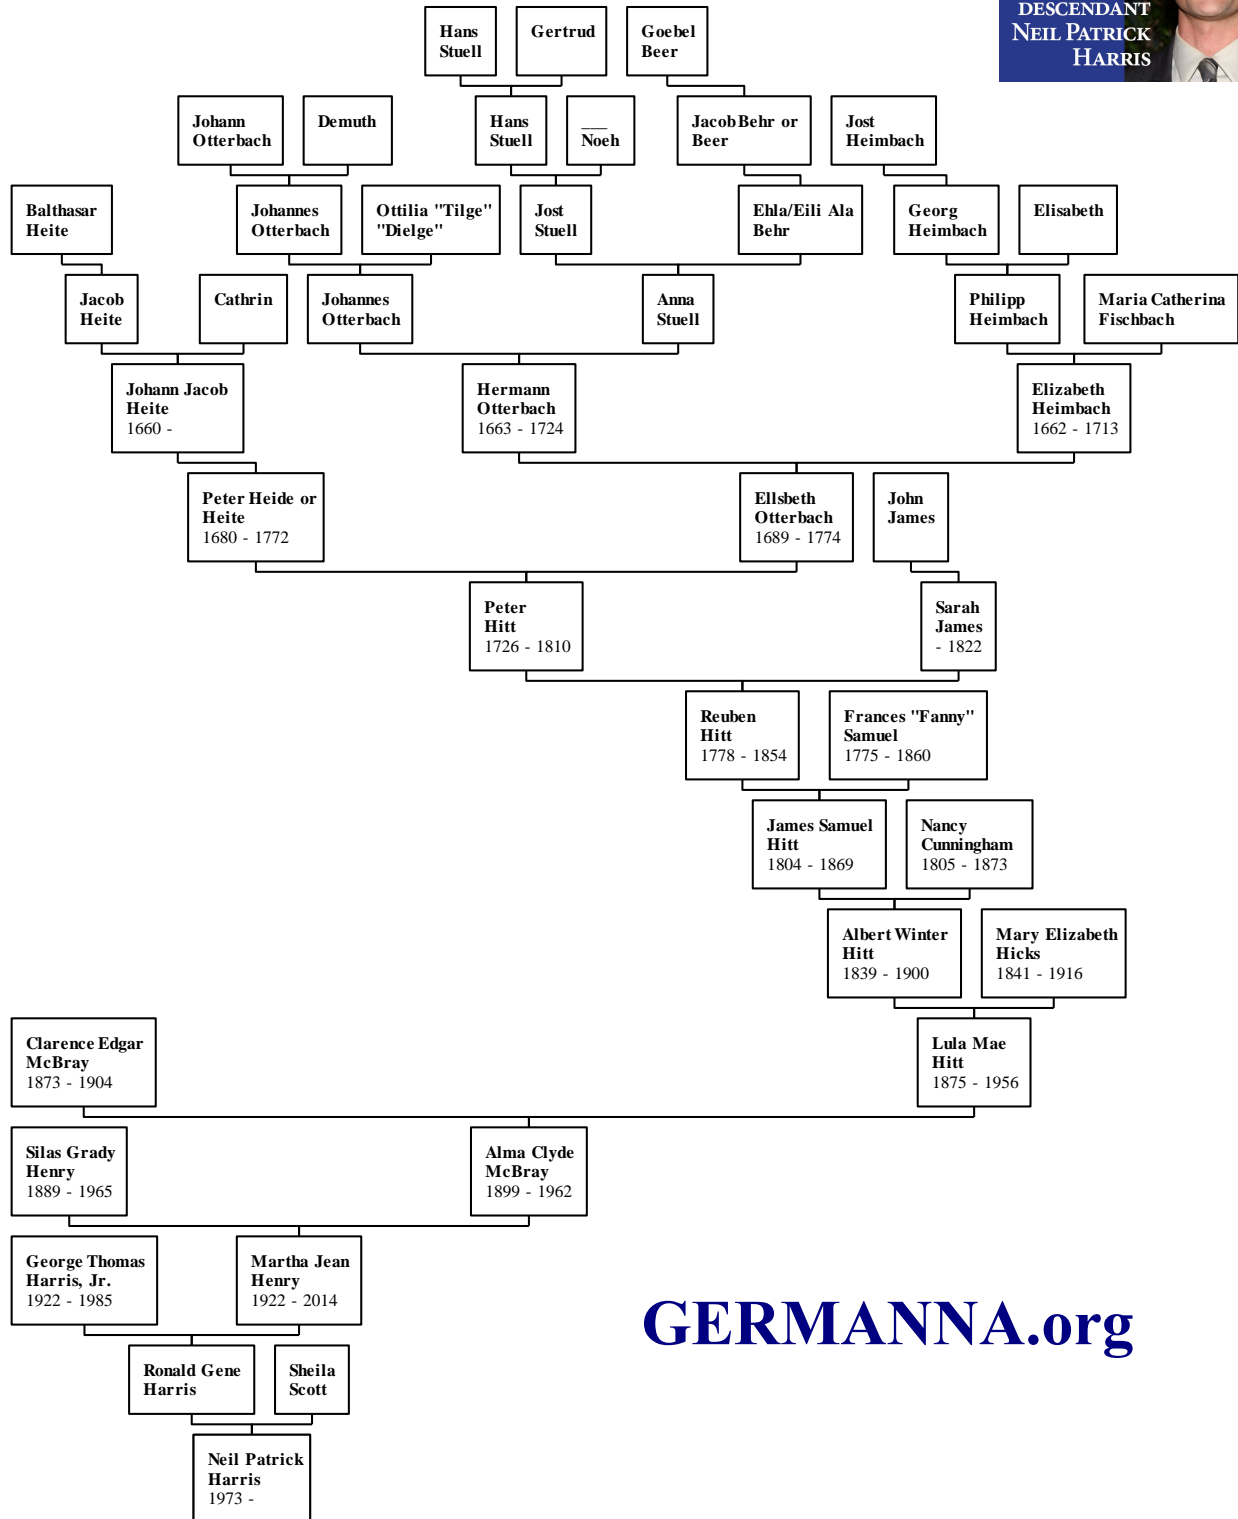 DESCENDANT
NEIL PATRICK
HARRIS
Hans
Stuell
Gertrud
Goebel
Beer
Johann
Otterbach
Demuth
Hans
Stuell
___
Noeh
Jacob Behr or
Beer
Jost
Heimbach
Balthasar
Heite
Johannes
Otterbach
Ottilia "Tilge"
"Dielge"
Jost
Stuell
Ehla/Eili Ala
Behr
Georg
Heimbach
Elisabeth
Jacob
Heite
Cathrin
Johannes
Otterbach
Anna
Stuell
Philipp
Heimbach
Maria Catherina
Fischbach
Johann Jacob
Heite
1660 -
Hermann
Otterbach
1663 - 1724
Elizabeth
Heimbach
1662 - 1713
Peter Heide or
Heite
1680 - 1772
Ellsbeth
Otterbach
1689 - 1774
John
James
Peter
Hitt
1726 - 1810
Sarah
James
- 1822
Reuben
Hitt
1778 - 1854
Frances "Fanny"
Samuel
1775 - 1860
James Samuel
Hitt
1804 - 1869
Nancy
Cunningham
1805 - 1873
Albert Winter
Hitt
1839 - 1900
Mary Elizabeth
Hicks
1841 - 1916
Clarence Edgar
McBray
1873 - 1904
Lula Mae
Hitt
1875 - 1956
Silas Grady
Henry
1889 - 1965
Alma Clyde
McBray
1899 - 1962
George Thomas
Harris, Jr.
1922 - 1985
Martha Jean
Henry
1922 - 2014
GERMANNA.org
Ronald Gene
Harris
Sheila
Scott
Neil Patrick
Harris
1973 -